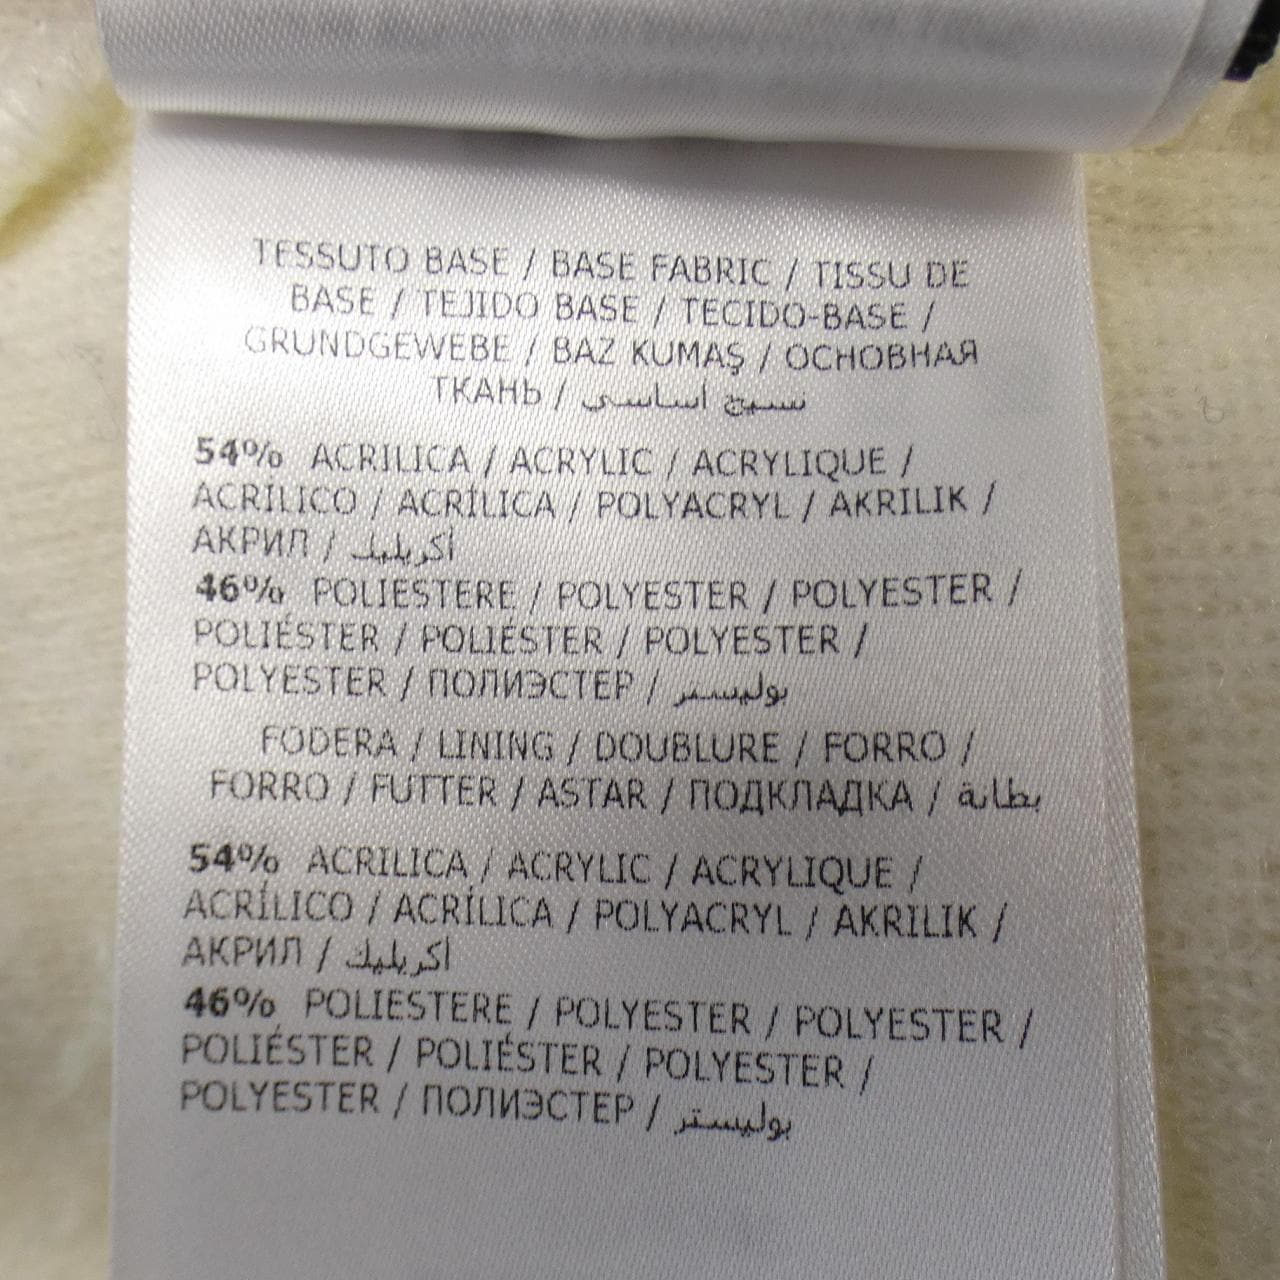 TESSUTO BASE / BASE FABRIC / TISSU DE
BASE / TEJIDO BASE / TECIDO-BASE /
GRUNDGEWEBE / BAZ KUMAŞ / ОСНОВНАЯ
ТКАНЬ / نسيج أساسي
54% ACRILICA / ACRYLIC / ACRYLIQUE /
ACRÍLICO / ACRÍLICA / POLYACRYL / AKRILIK /
АКРИЛ / أكريليك
46% POLIESTERE / POLYESTER / POLYESTER /
POLIÉSTER / POLIÉSTER / POLYESTER /
POLYESTER / ПОЛИЭСТЕР / بوليستر
FODERA / LINING / DOUBLURE / FORRO /
FORRO / FUTTER / ASTAR / ПОДКЛАДКА / بطانة
54% ACRILICA / ACRYLIC / ACRYLIQUE /
ACRÍLICO / ACRÍLICA / POLYACRYL / AKRILIK /
АКРИЛ / أكريليك
46% POLIESTERE / POLYESTER / POLYESTER /
POLIÉSTER / POLIÉSTER / POLYESTER /
POLYESTER / ПОЛИЭСТЕР / بوليستر